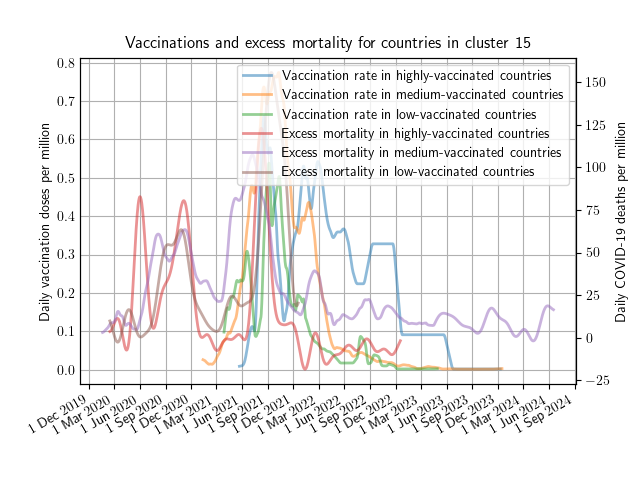 Vaccinations and excess mortality for countries in cluster 15
Vaccination rate in highly-vaccinated countries
Vaccination rate in medium-vaccinated countries
Vaccination rate in low-vaccinated countries
Excess mortality in highly-vaccinated countries
Excess mortality in medium-vaccinated countries
Excess mortality in low-vaccinated countries
Daily vaccination doses per million
0.8
0.7
0.6
0.5
0.4
0.3
0.2
0.1
0.0
Daily COVID-19 deaths per million
150
125
100
75
50
25
0
−25
1 Dec 2019
1 Mar 2020
1 Jun 2020
1 Sep 2020
1 Dec 2020
1 Mar 2021
1 Jun 2021
1 Sep 2021
1 Dec 2021
1 Mar 2022
1 Jun 2022
1 Sep 2022
1 Dec 2022
1 Mar 2023
1 Jun 2023
1 Sep 2023
1 Dec 2023
1 Mar 2024
1 Jun 2024
1 Sep 2024